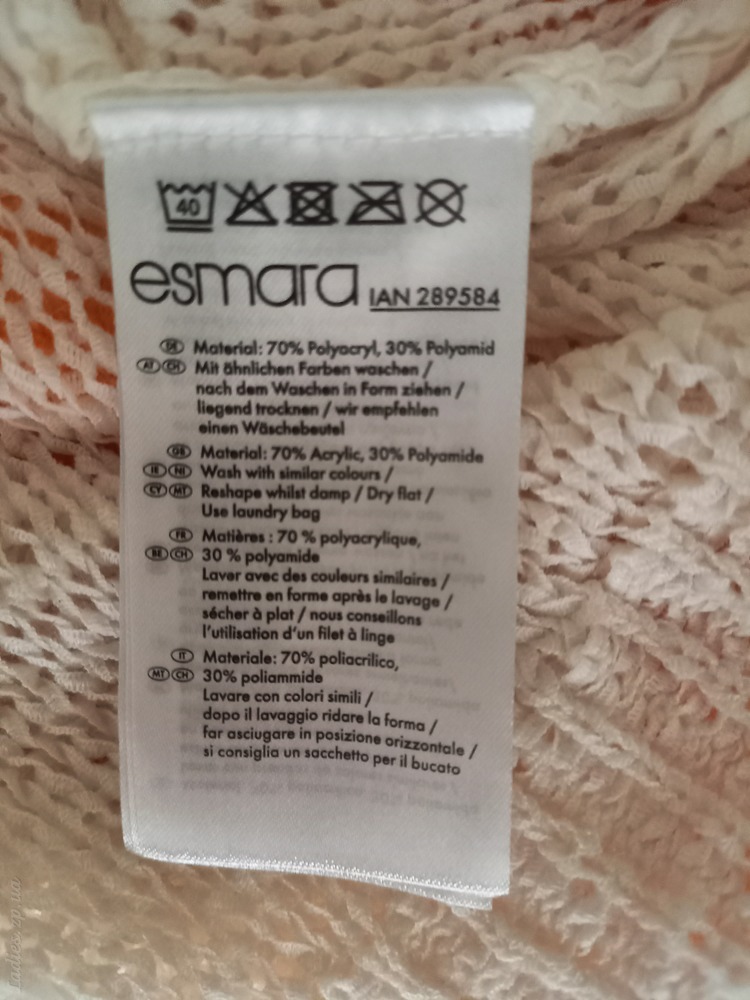 40
esmara IAN 289584
DE Material: 70% Polyacryl, 30% Polyamid
AT CH Mit ähnlichen Farben waschen /
nach dem Waschen in Form ziehen /
liegend trocknen / wir empfehlen
einen Wäschebeutel
GB Material: 70% Acrylic, 30% Polyamide
IE NI Wash with similar colours /
CY MT Reshape whilst damp / Dry flat /
Use laundry bag
FR Matières : 70 % polyacrylique,
BE CH 30 % polyamide
Laver avec des couleurs similaires /
remettre en forme après le lavage /
sécher à plat / nous conseillons
l'utilisation d'un filet à linge
IT Materiale: 70% poliacrilico,
MT CH 30% poliammide
Lavare con colori simili /
dopo il lavaggio ridare la forma /
far asciugare in posizione orizzontale /
si consiglia un sacchetto per il bucato
Ladies.zp.ua